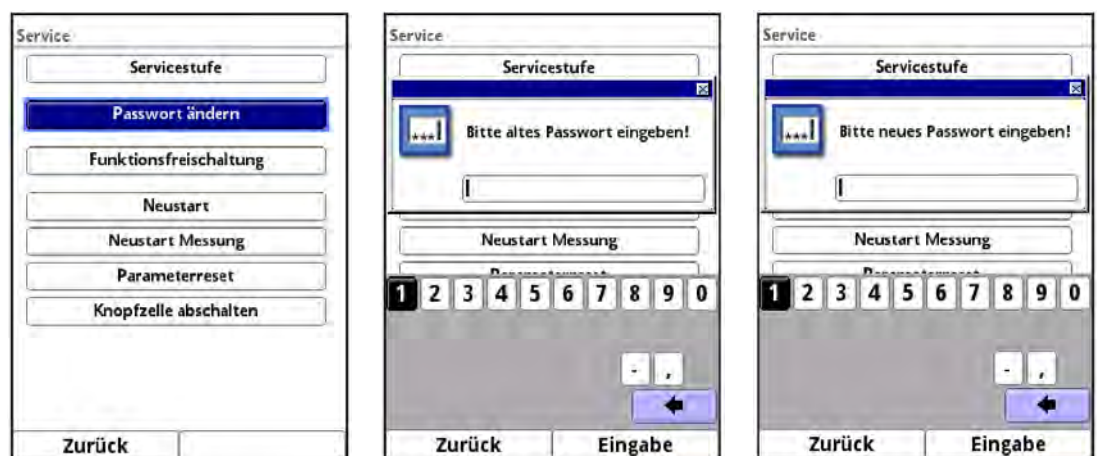 Service
Servicestufe
Passwort ändern
Funktionsfreischaltung
Neustart
Neustart Messung
Parameterreset
Knopfzelle abschalten
Zurück
Service
Servicestufe
***
Bitte altes Passwort eingeben!
Neustart Messung
Parameterreset
1 2 3 4 5 6 7 8 9 0
- ,
Zurück Eingabe
Service
Servicestufe
***
Bitte neues Passwort eingeben!
Neustart Messung
Parameterreset
1 2 3 4 5 6 7 8 9 0
- ,
Zurück Eingabe